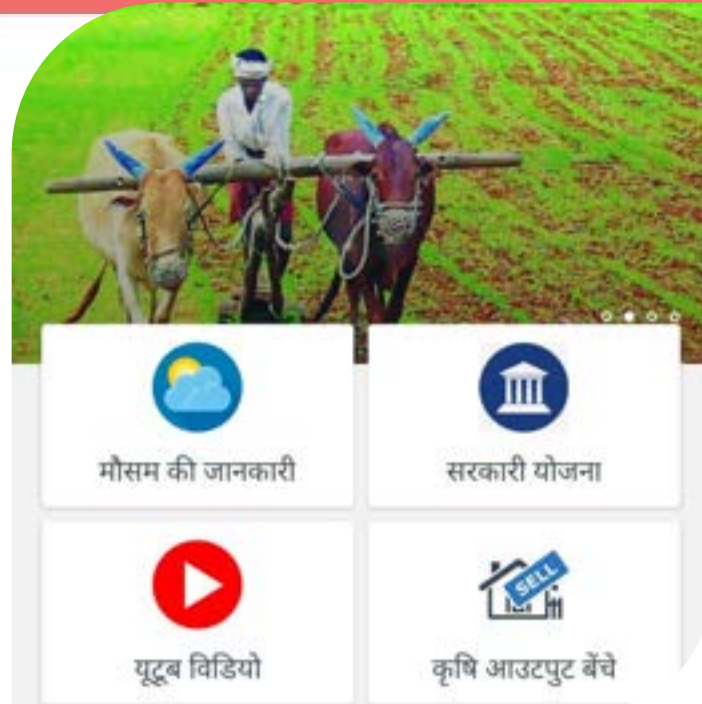 मौसम की जानकारी
सरकारी योजना
SELL
यूटूब विडियो
कृषि आउटपुट बेंचे